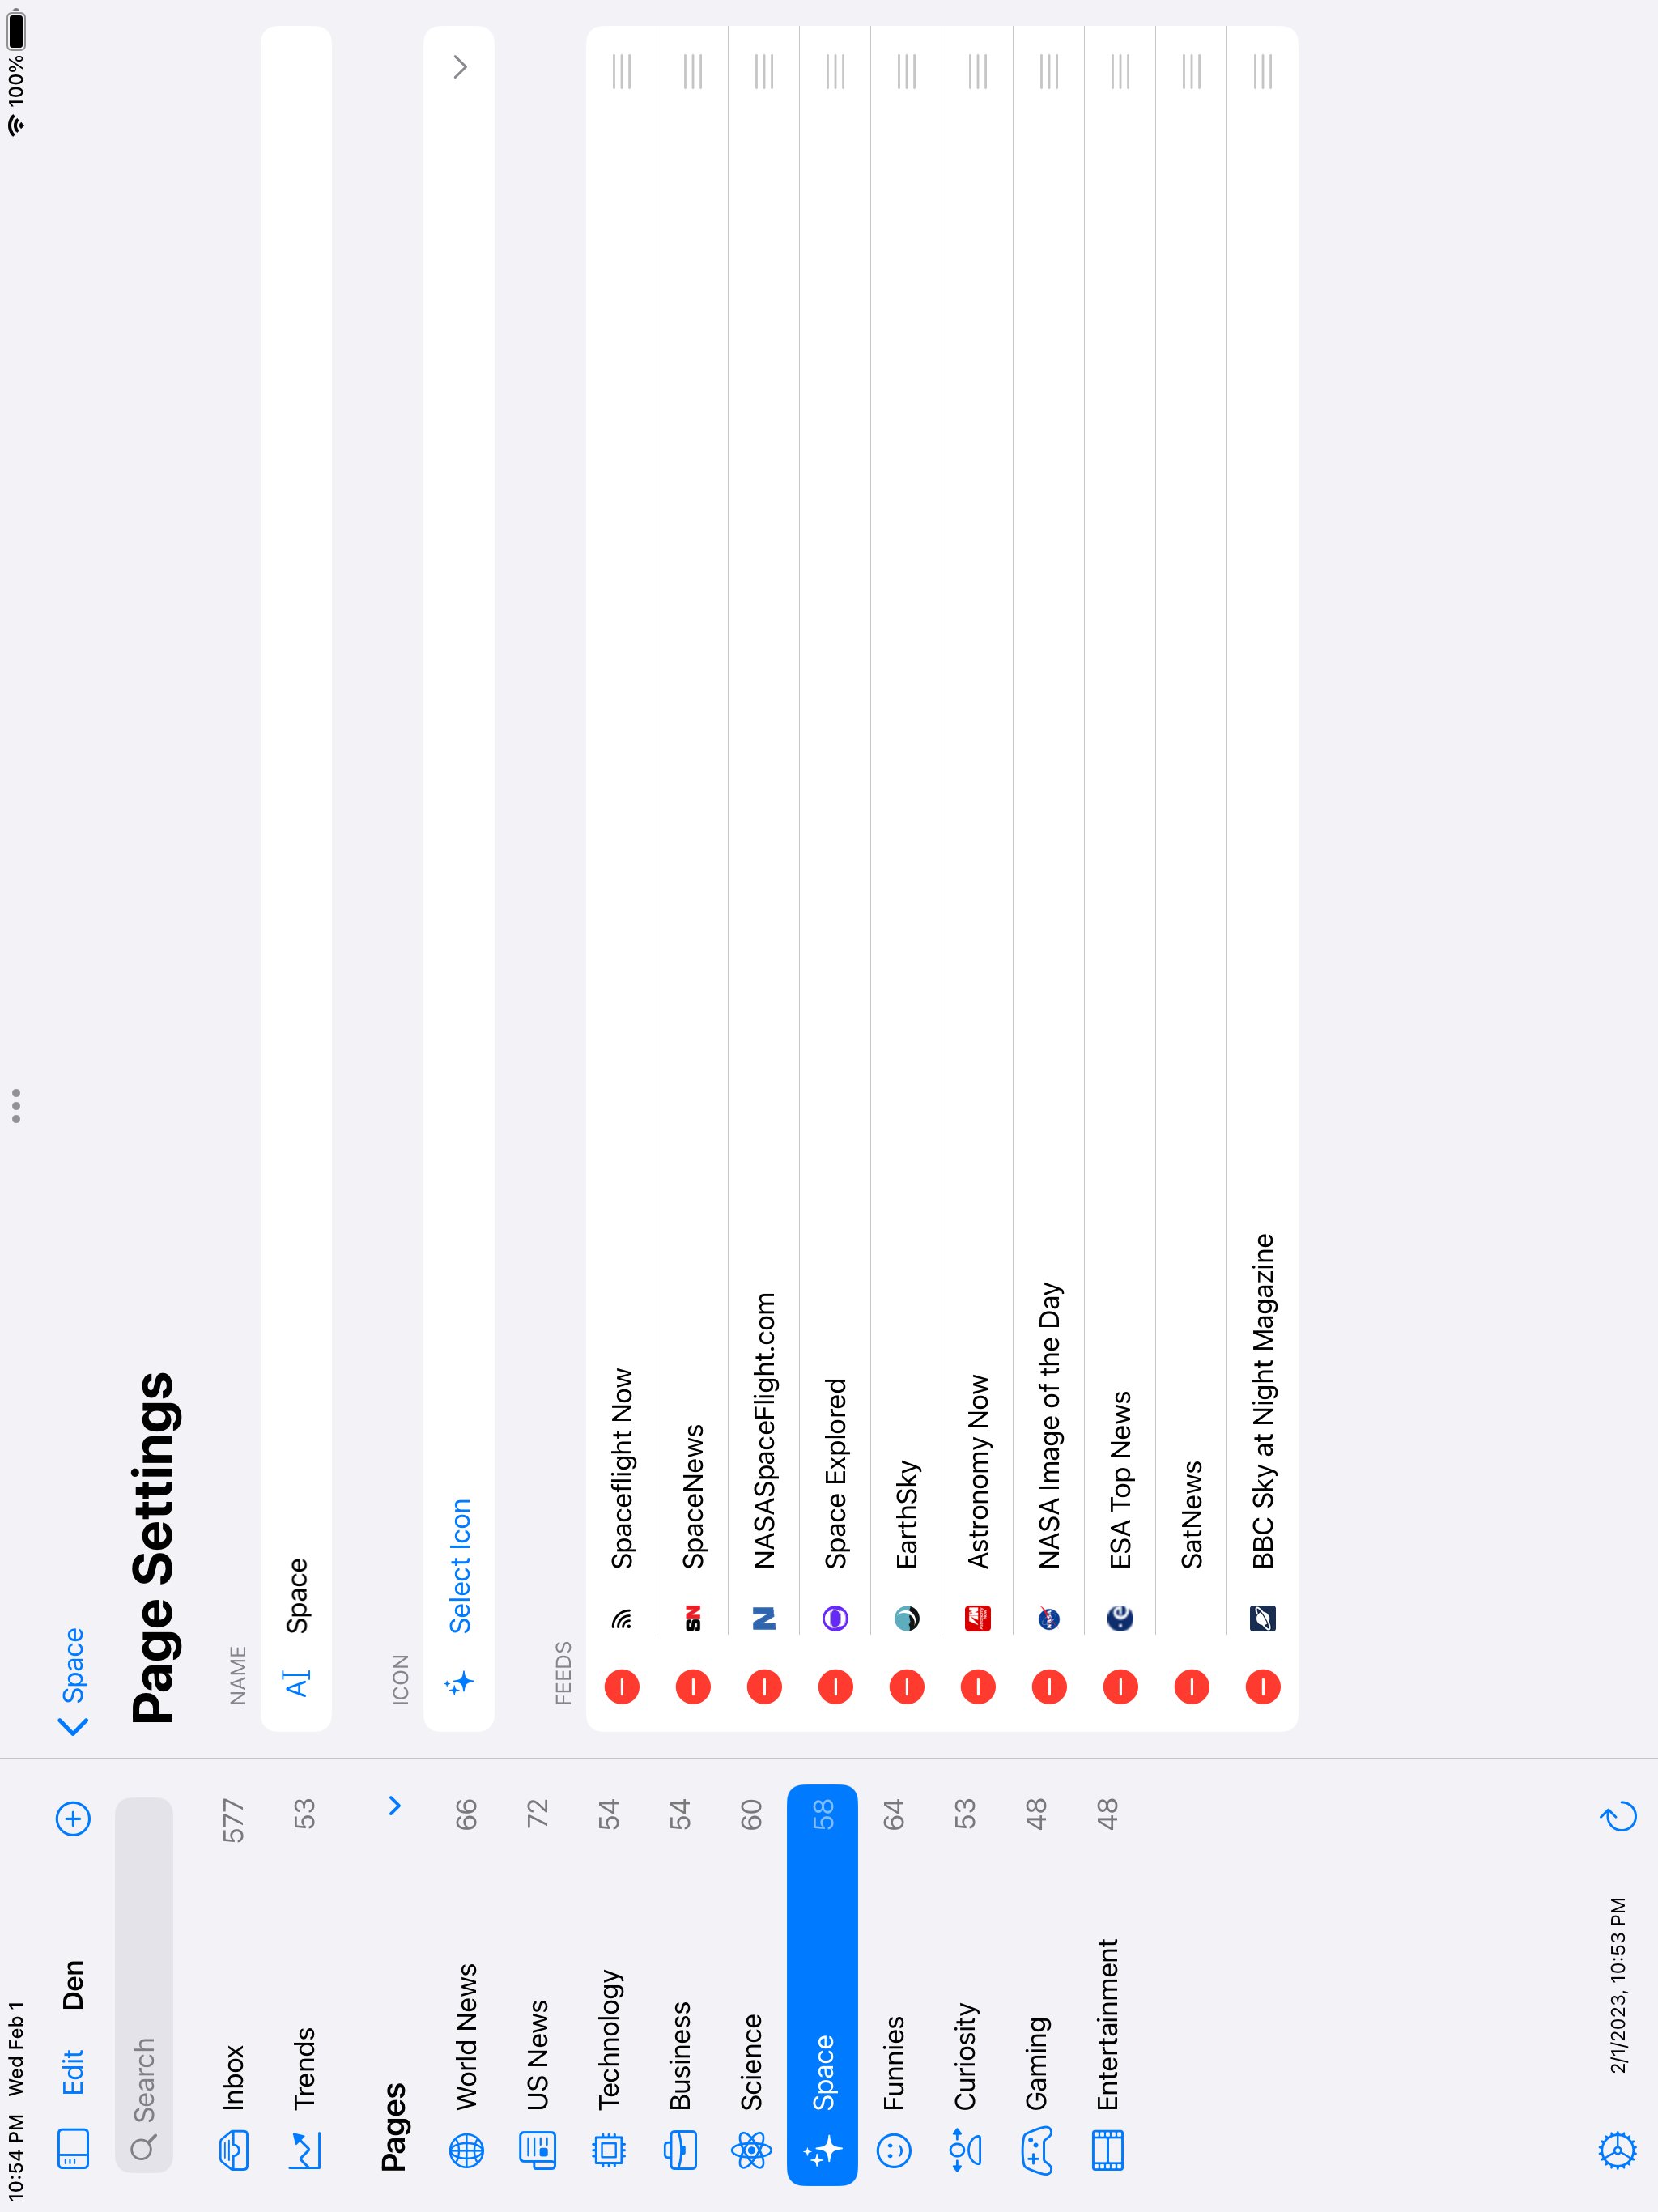 10:54 PM Wed Feb 1
100%
Edit Den
Search
Inbox 577
Trends 53
Pages
World News 66
US News 72
Technology 54
Business 54
Science 60
Space 58
Funnies 64
Curiosity 53
Gaming 48
Entertainment 48
2/1/2023, 10:53 PM
Space
Page Settings
NAME
Space
ICON
Select Icon
FEEDS
Spaceflight Now
SN SpaceNews
N NASASpaceFlight.com
Space Explored
EarthSky
Astronomy Now
NASA NASA Image of the Day
ESA Top News
SatNews
BBC Sky at Night Magazine